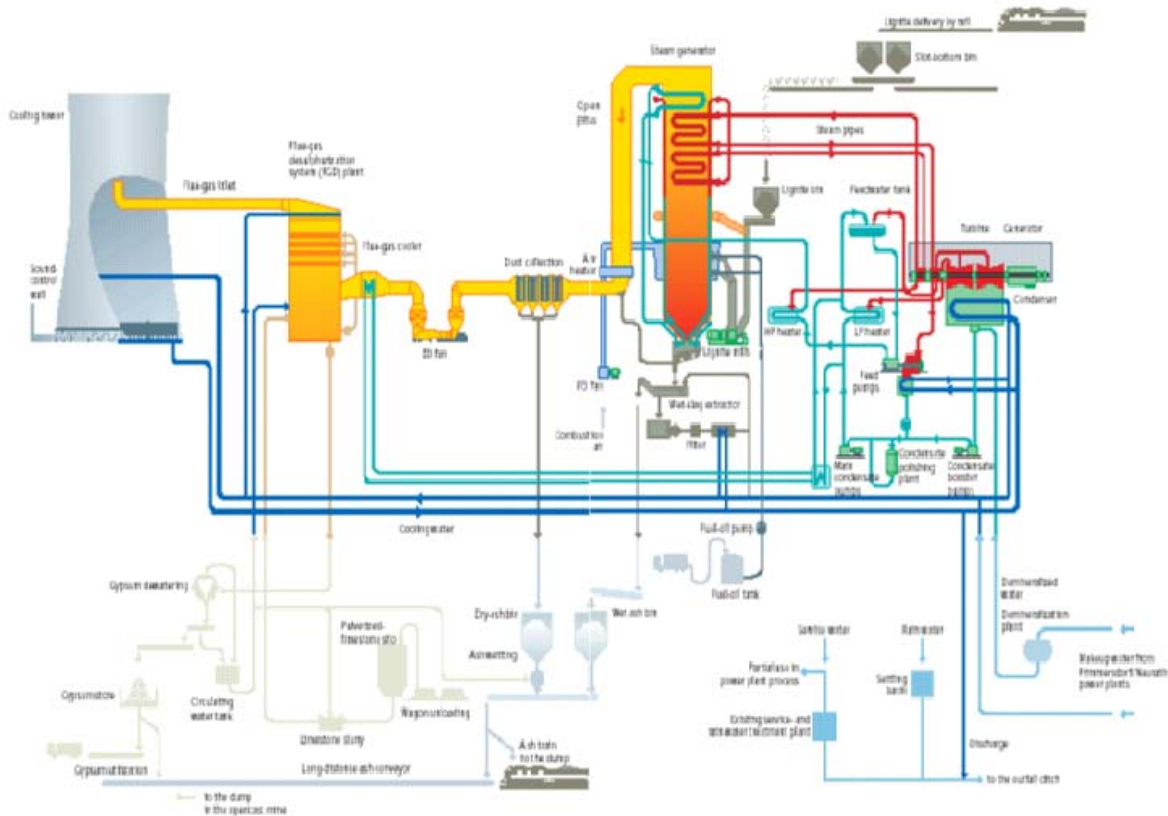 Lignite delivery by rail
Slot-bottom bin
Steam generator
Open
pass
Cooling tower
Steam pipes
Flue-gas
desulphurization
system (FGD) plant
Flue-gas inlet
Lignite bin
Feedwater tank
Turbine
Generator
Flue-gas cooler
Sound-
control
wall
Dust collection
Air
heater
Condenser
HP heater
LP heater
ID fan
Lignite mills
FD fan
Feed
pumps
Wet-slag extractor
Combustion
air
Filter
Main
condensate
pumps
Condensate
polishing
plant
Condensate
booster
pumps
Cooling water
Fuel-oil pump
Fuel-oil tank
Gypsum dewatering
Demineralized
water
Demineralization
plant
Dry-ash bin
Wet-ash bin
Pulverized-
limestone silo
Service water
Rainwater
Ash wetting
Partial use in
power plant process
Settling
basin
Makeup water from
Frimmersdorf/Neurath
power plants
Gypsum store
Circulating
water tank
Wagon unloading
Existing service- and
rainwater treatment plant
Limestone slurry
Discharge
Ash train
to the dump
Gypsum utilization
Long-distance ash conveyor
to the outfall ditch
to the dump
in the opencast mine